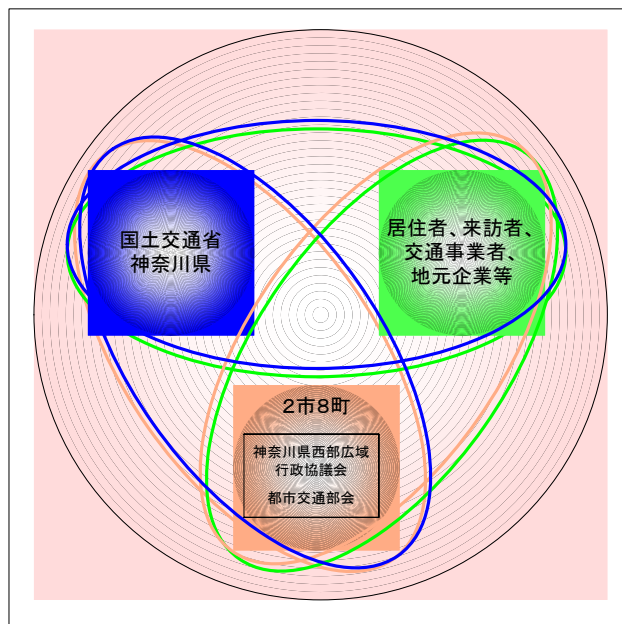 国土交通省
神奈川県
居住者、来訪者、
交通事業者、
地元企業等
2市8町
神奈川県西部広域
行政協議会
都市交通部会